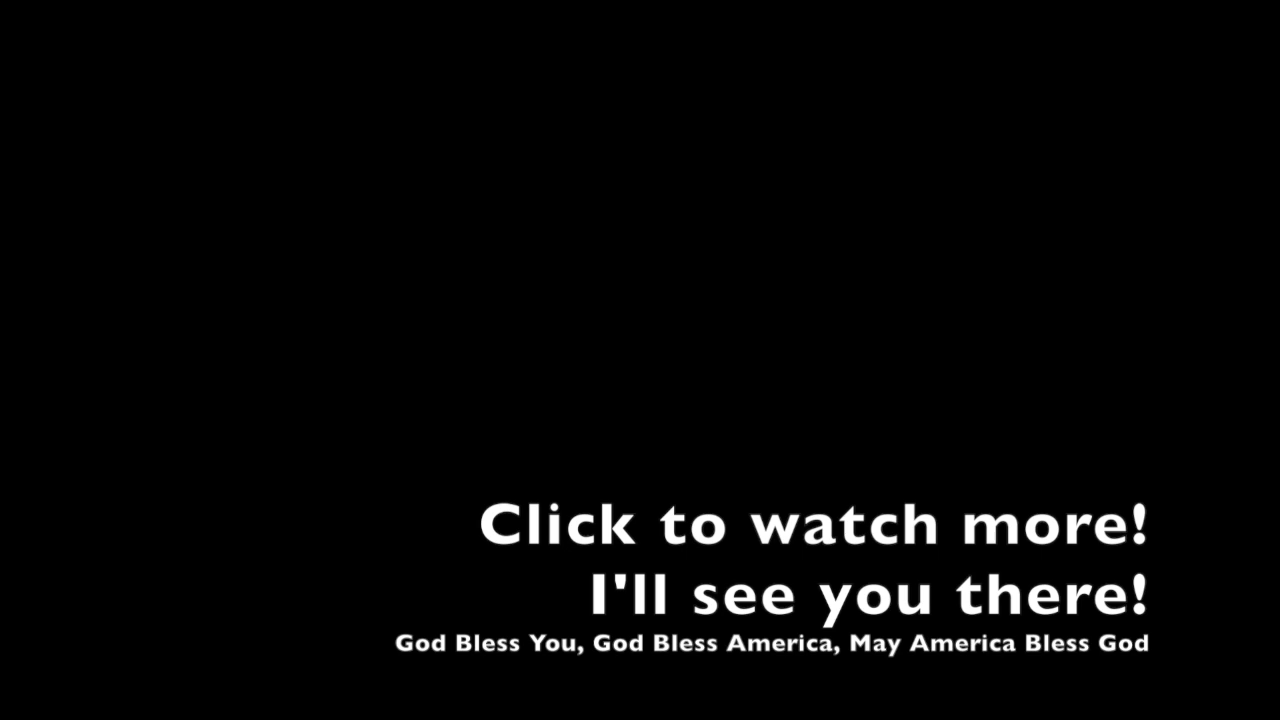 Click to watch more!
I'll see you there!
God Bless You, God Bless America, May America Bless God